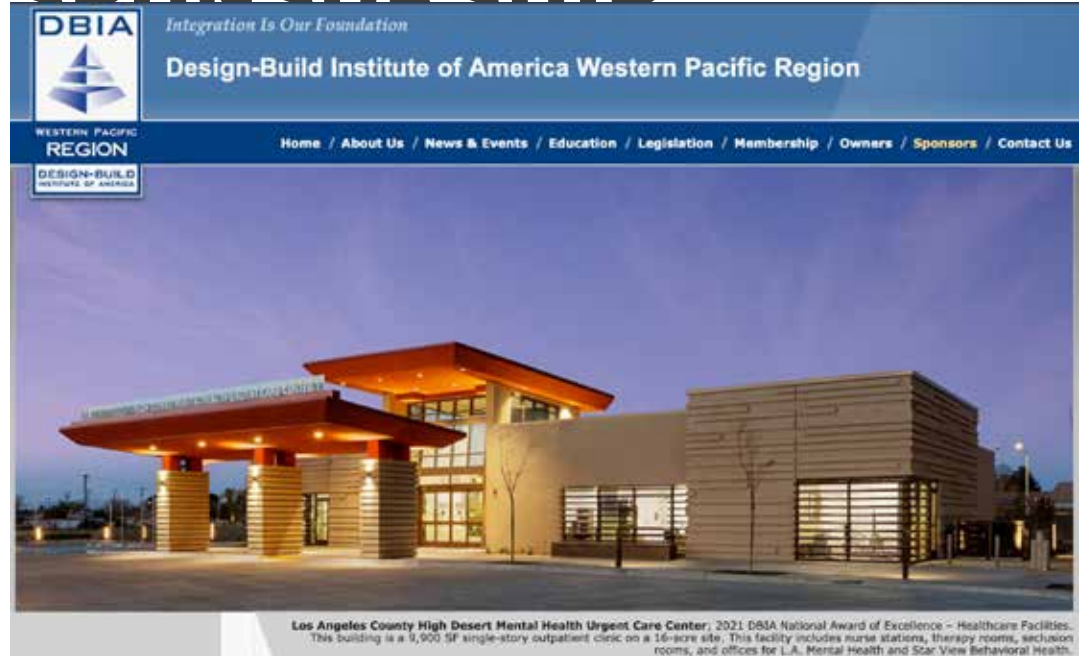 DBIA
Integration Is Our Foundation
Design-Build Institute of America Western Pacific Region
WESTERN PACIFIC
REGION
DESIGN-BUILD
INSTITUTE OF AMERICA
Home / About Us / News & Events / Education / Legislation / Membership / Owners / Sponsors / Contact Us
Los Angeles County High Desert Mental Health Urgent Care Center; 2021 DBIA National Award of Excellence – Healthcare Facilities.
This building is a 9,900 SF single-story outpatient clinic on a 16-acre site. This facility includes nurse stations, therapy rooms, seclusion
rooms, and offices for L.A. Mental Health and Star View Behavioral Health.